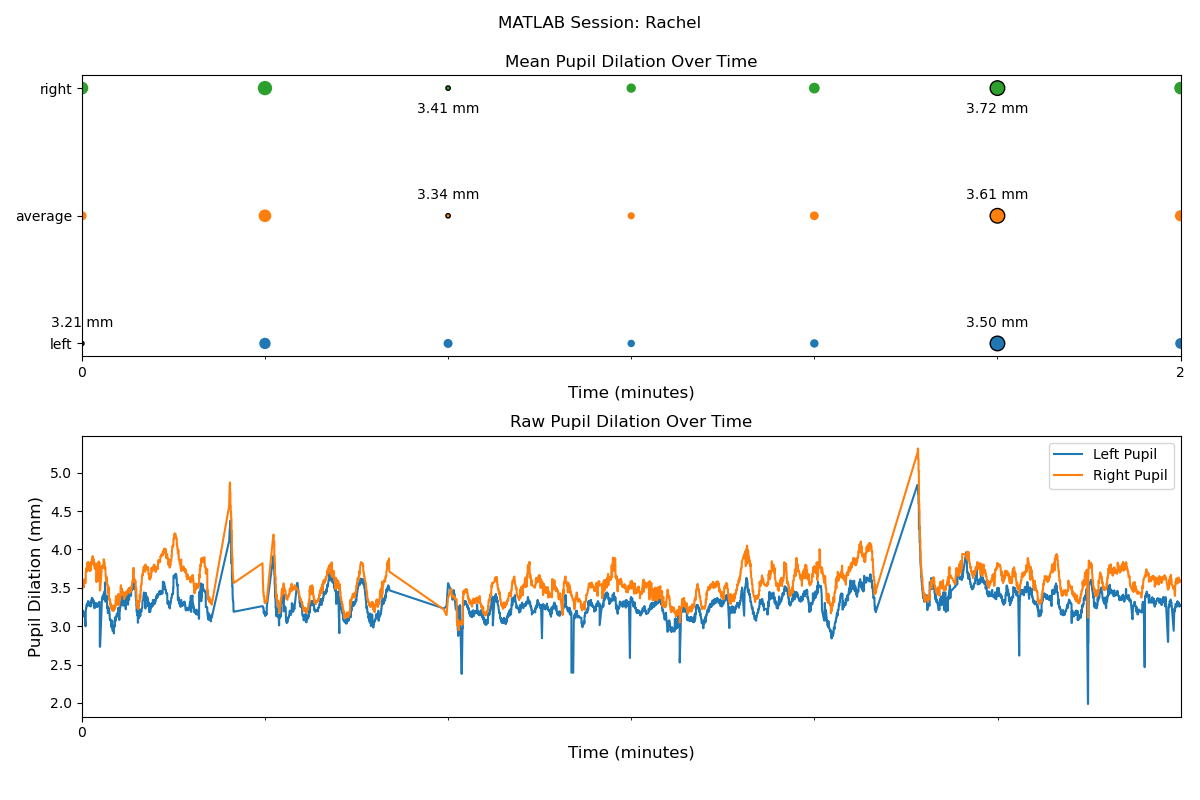 MATLAB Session: Rachel
Mean Pupil Dilation Over Time
right
3.41 mm
3.72 mm
3.34 mm
3.61 mm
average
3.21 mm
3.50 mm
left
0
2
Time (minutes)
Raw Pupil Dilation Over Time
Left Pupil
Right Pupil
5.0
4.5
4.0
3.5
3.0
2.5
2.0
Pupil Dilation (mm)
0
Time (minutes)